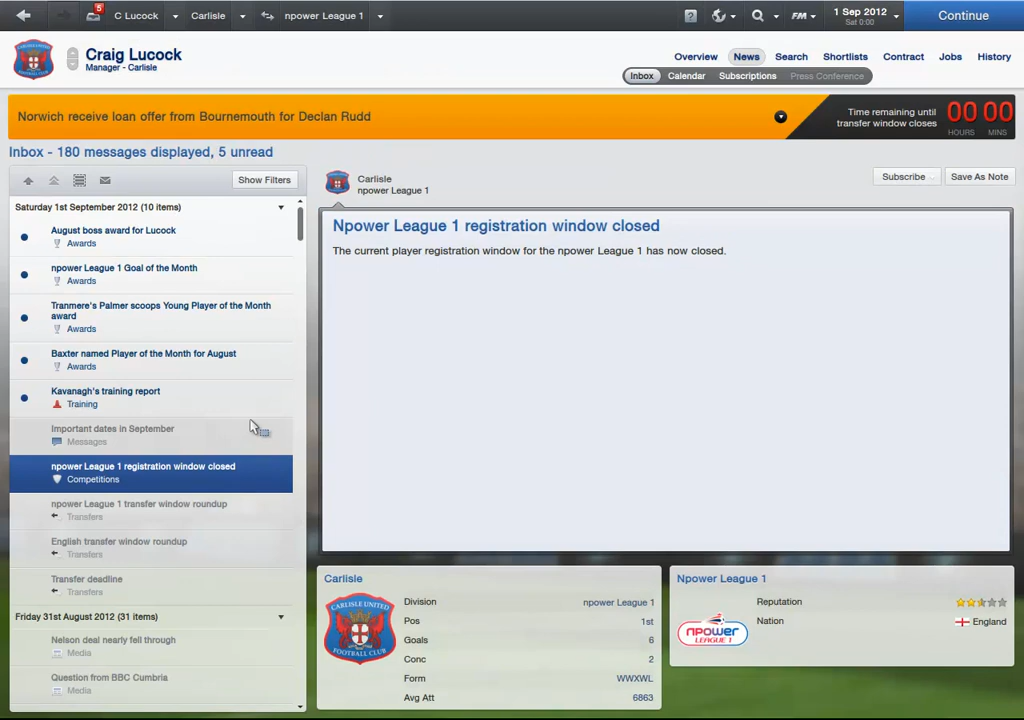 5
C Lucock
Carlisle
npower League 1
?
FM
1 Sep 2012
Sat 0:00
Continue
Craig Lucock
Manager - Carlisle
Overview
News
Search
Shortlists
Contract
Jobs
History
Inbox
Calendar
Subscriptions
Press Conference
Norwich receive loan offer from Bournemouth for Declan Rudd
Time remaining until
transfer window closes
00 00
HOURS MINS
Inbox - 180 messages displayed, 5 unread
Show Filters
Carlisle
npower League 1
Subscribe
Save As Note
Saturday 1st September 2012 (10 items)
August boss award for Lucock
Awards
npower League 1 Goal of the Month
Awards
Tranmere's Palmer scoops Young Player of the Month
award
Awards
Baxter named Player of the Month for August
Awards
Kavanagh's training report
Training
Important dates in September
Messages
npower League 1 registration window closed
Competitions
npower League 1 transfer window roundup
Transfers
English transfer window roundup
Transfers
Transfer deadline
Transfers
Friday 31st August 2012 (31 items)
Nelson deal nearly fell through
Media
Question from BBC Cumbria
Media
Npower League 1 registration window closed
The current player registration window for the npower League 1 has now closed.
Carlisle
CARLISLE UNITED
FOOTBALL CLUB
Division npower League 1
Pos 1st
Goals 6
Conc 2
Form WWXWL
Avg Att 6863
Npower League 1
npower
LEAGUE 1
Reputation
Nation England